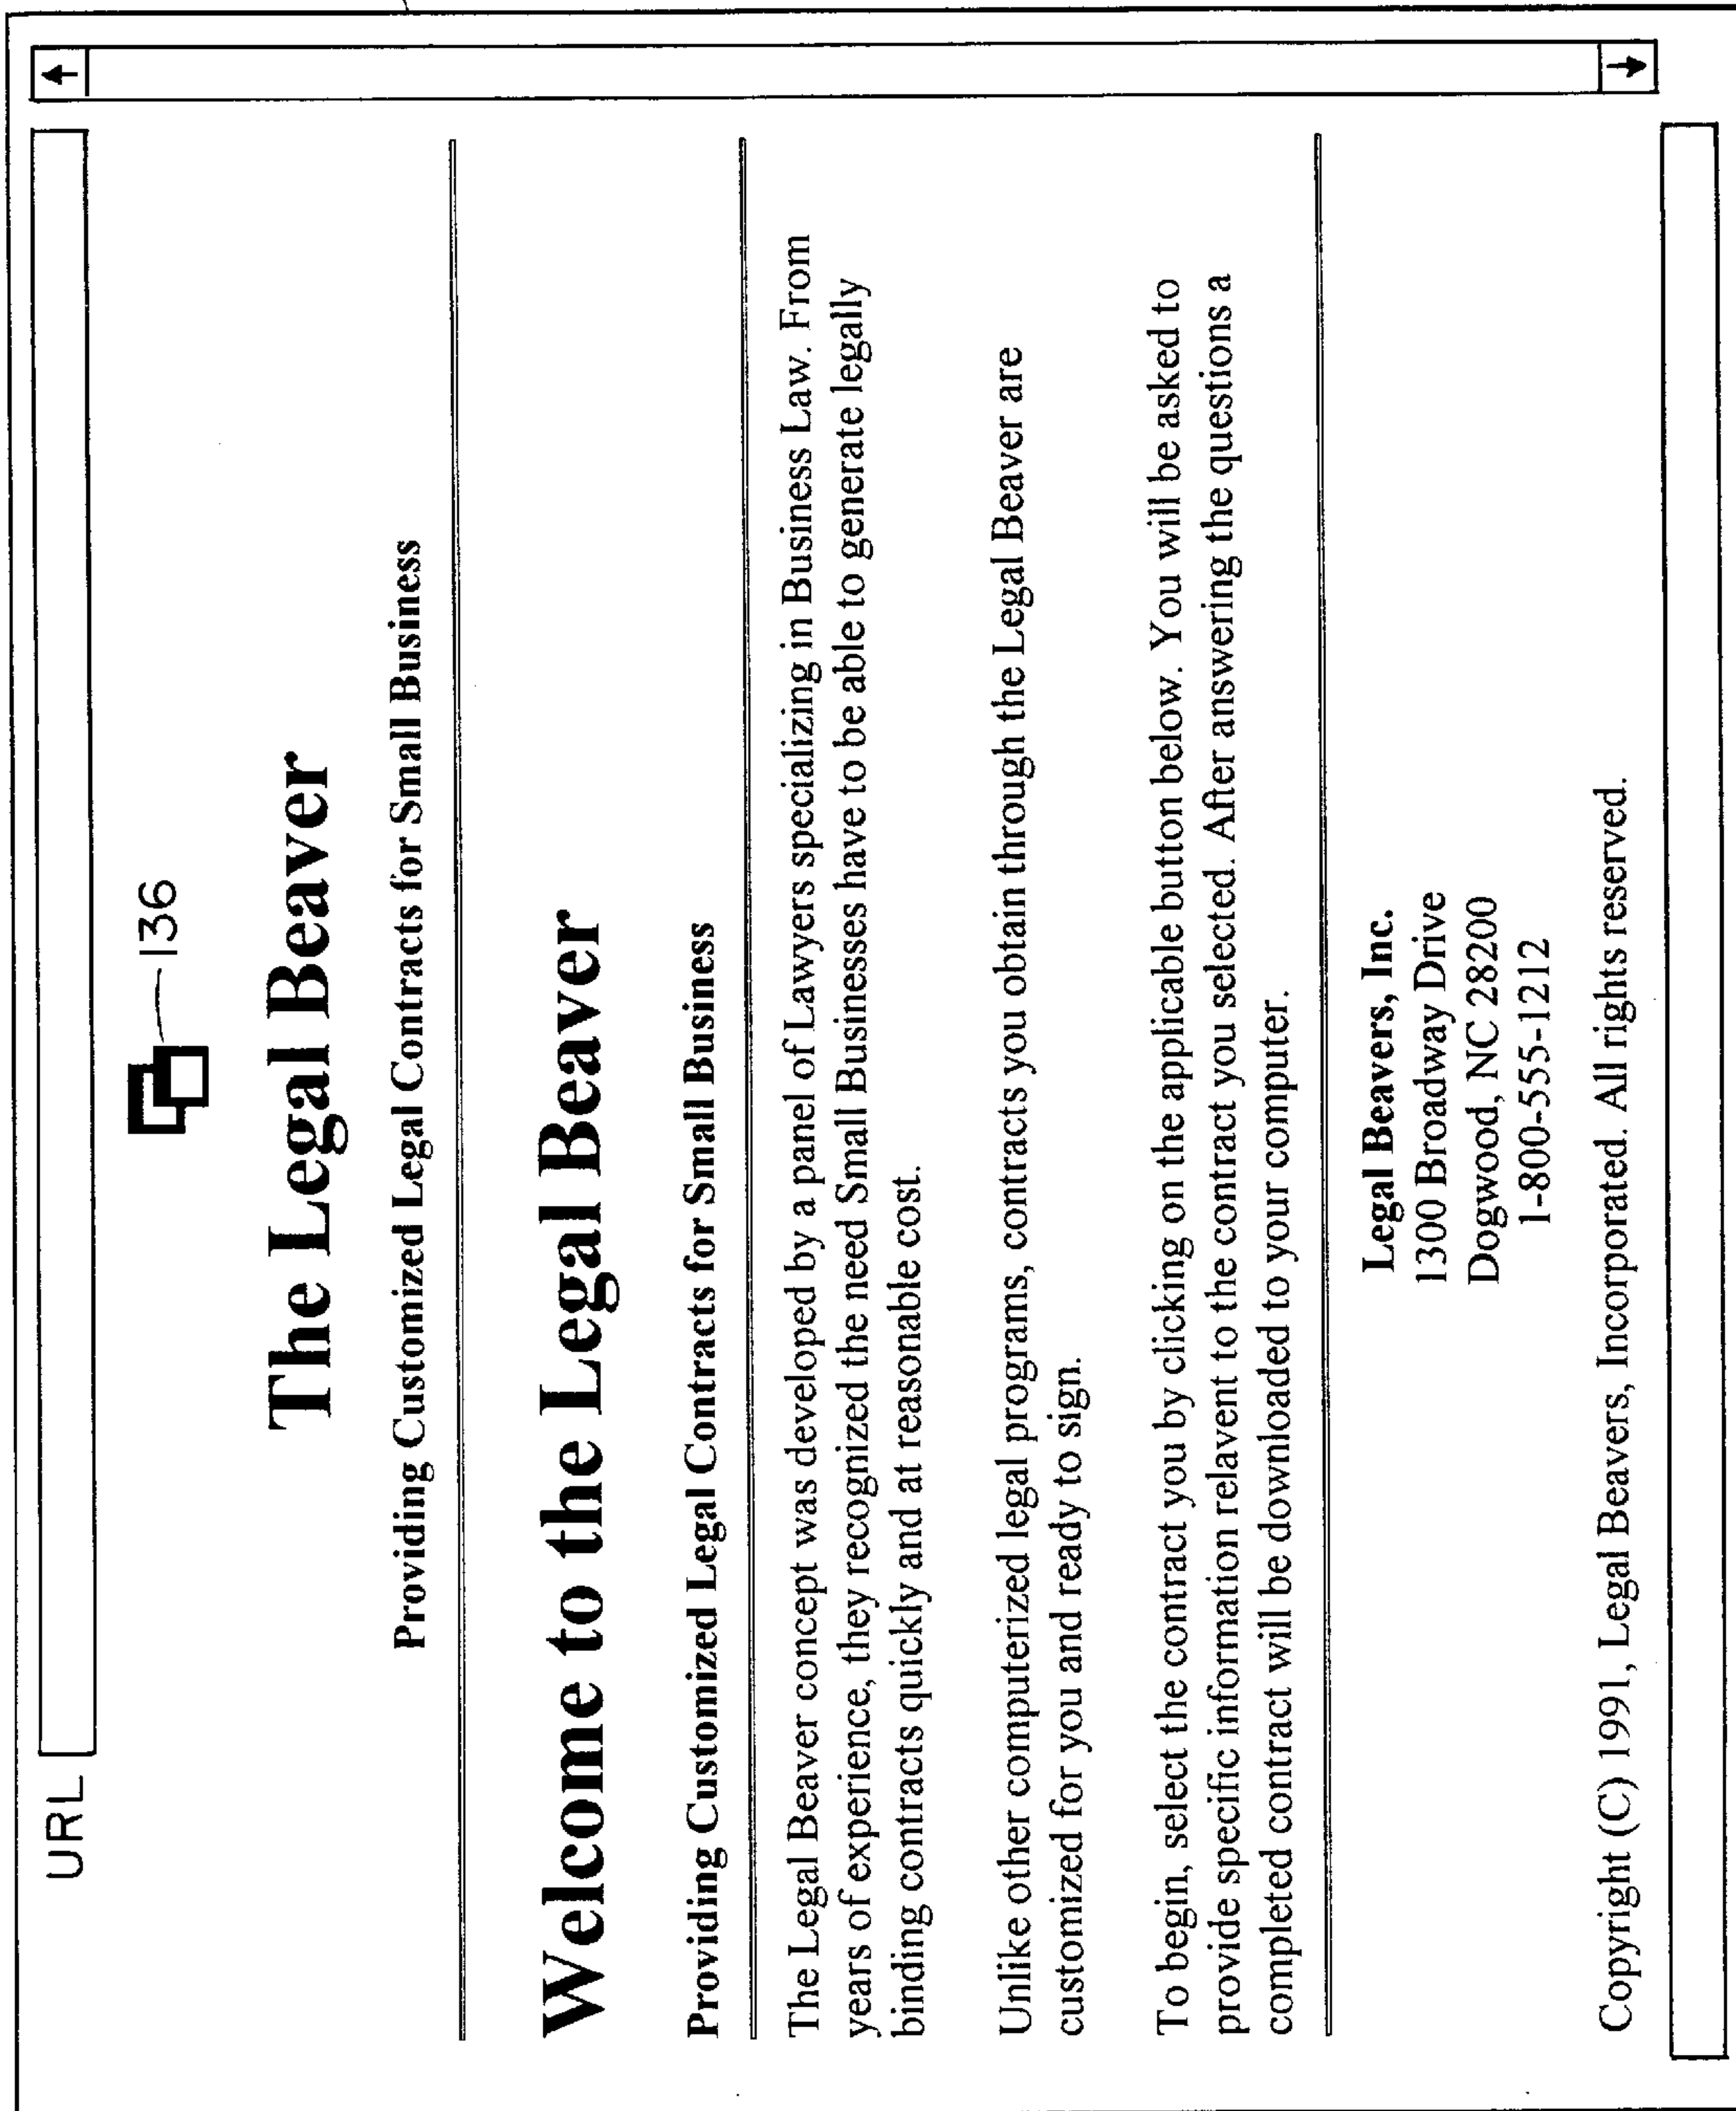 URL
136
The Legal Beaver
Providing Customized Legal Contracts for Small Business
Welcome to the Legal Beaver
Providing Customized Legal Contracts for Small Business
The Legal Beaver concept was developed by a panel of Lawyers specializing in Business Law. From
years of experience, they recognized the need Small Businesses have to be able to generate legally
binding contracts quickly and at reasonable cost.
Unlike other computerized legal programs, contracts you obtain through the Legal Beaver are
customized for you and ready to sign.
To begin, select the contract you by clicking on the applicable button below. You will be asked to
provide specific information relavent to the contract you selected. After answering the questions a
completed contract will be downloaded to your computer.
Legal Beavers, Inc.
1300 Broadway Drive
Dogwood, NC 28200
1-800-555-1212
Copyright (C) 1991, Legal Beavers, Incorporated. All rights reserved.